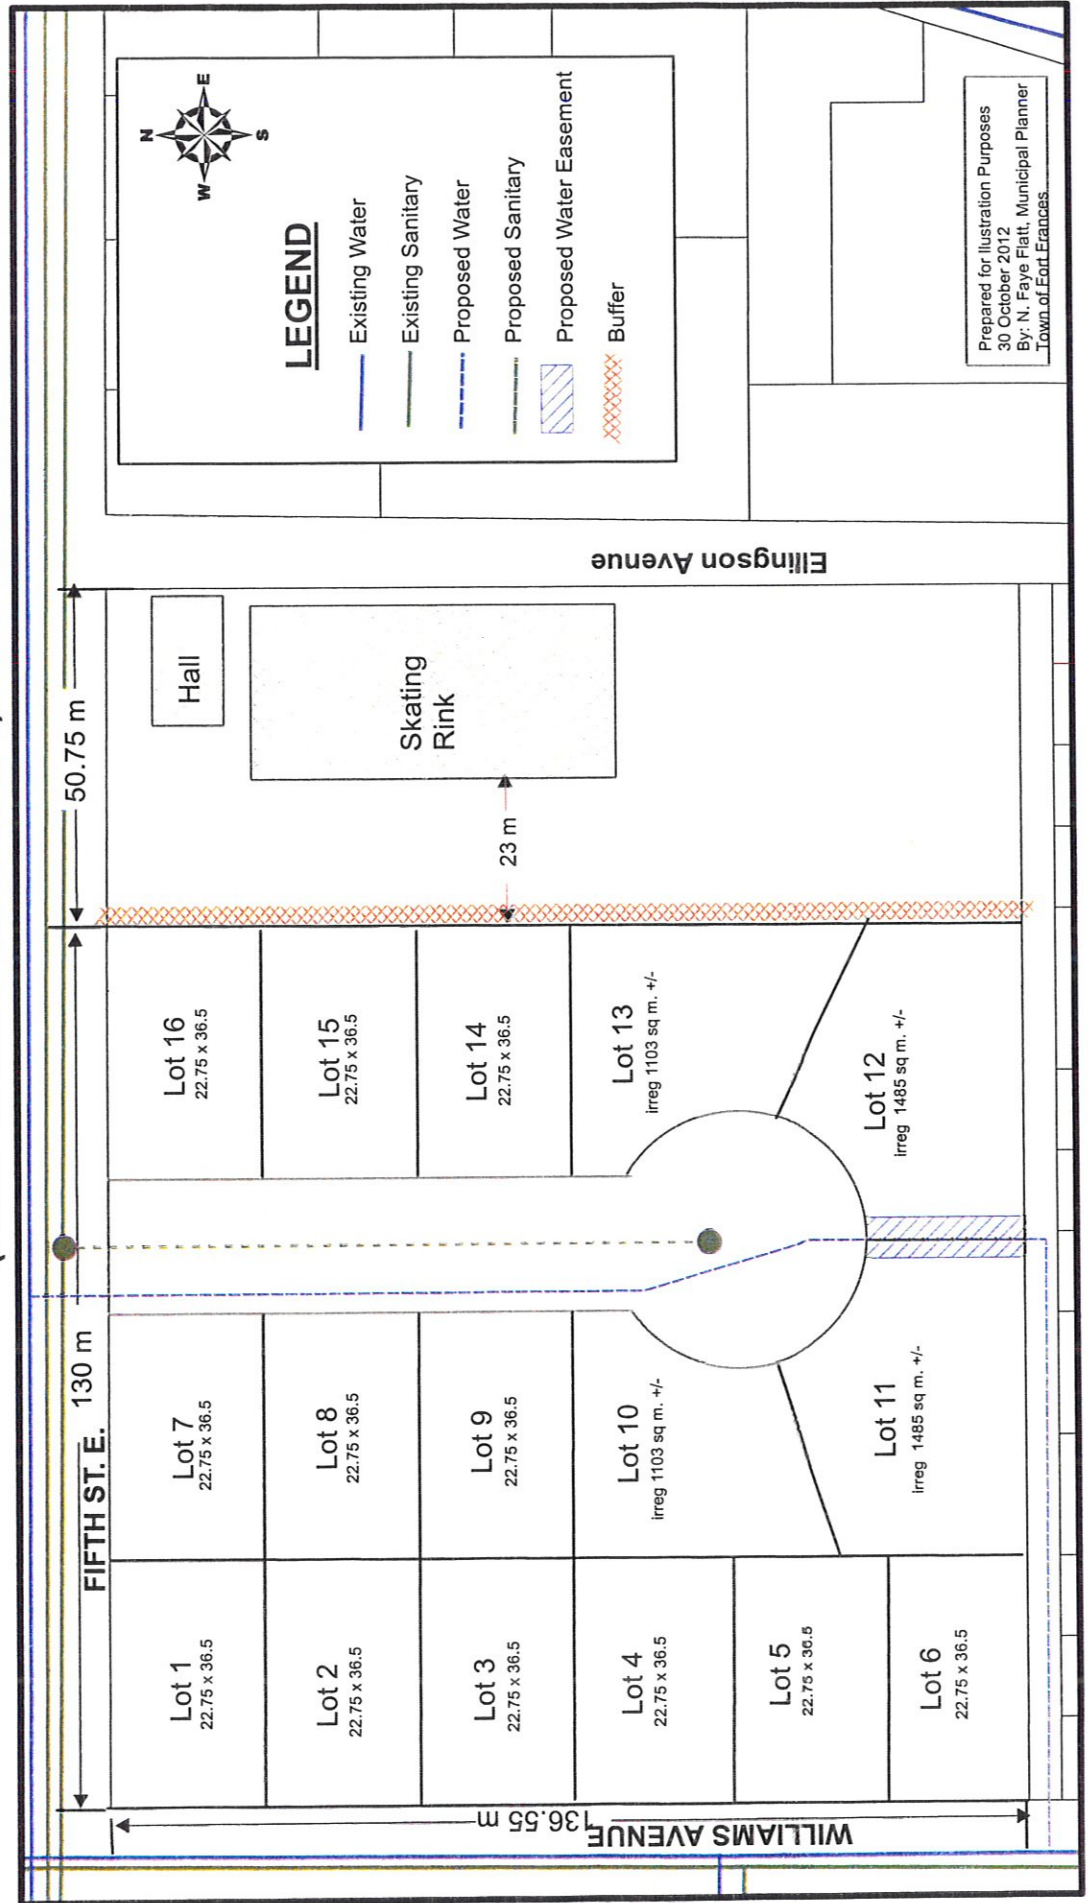 FIFTH ST. E.
130 m
50.75 m
WILLIAMS AVENUE
136.55 m
Lot 1
22.75 x 36.5
Lot 2
22.75 x 36.5
Lot 3
22.75 x 36.5
Lot 4
22.75 x 36.5
Lot 5
22.75 x 36.5
Lot 6
22.75 x 36.5
Lot 7
22.75 x 36.5
Lot 8
22.75 x 36.5
Lot 9
22.75 x 36.5
Lot 10
irreg 1103 sq m. +/-
Lot 11
irreg 1485 sq m. +/-
Lot 12
irreg 1485 sq m. +/-
Lot 13
irreg 1103 sq m. +/-
Lot 14
22.75 x 36.5
Lot 15
22.75 x 36.5
Lot 16
22.75 x 36.5
23 m
Hall
Skating
Rink
Ellingson Avenue
N
E
S
W
LEGEND
Existing Water
Existing Sanitary
Proposed Water
Proposed Sanitary
Proposed Water Easement
Buffer
Prepared for Ilustration Purposes
30 October 2012
By: N. Faye Flatt, Municipal Planner
Town of Fort Frances